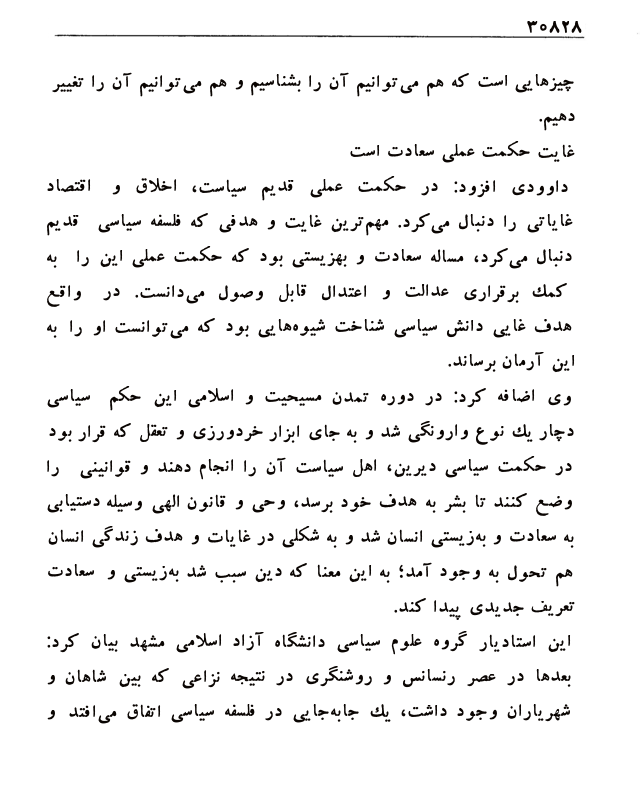 ۳۰۸۲۸
چیزهایی است که هم می‌توانیم آن را بشناسیم و هم می‌توانیم آن را تغییر
دهیم.
غایت حکمت عملی سعادت است
داوودی افزود: در حکمت عملی قدیم سیاست، اخلاق و اقتصاد
غایاتی را دنبال می‌کرد. مهم‌ترین غایت و هدفی که فلسفه سیاسی قدیم
دنبال می‌کرد، مساله سعادت و بهزیستی بود که حکمت عملی این را به
کمك برقراری عدالت و اعتدال قابل وصول می‌دانست. در واقع
هدف غایی دانش سیاسی شناخت شیوه‌هایی بود که می‌توانست او را به
این آرمان برساند.
وی اضافه کرد: در دوره تمدن مسیحیت و اسلامی این حکم سیاسی
دچار یك نوع وارونگی شد و به جای ابزار خردورزی و تعقل که قرار بود
در حکمت سیاسی دیرین، اهل سیاست آن را انجام دهند و قوانینی را
وضع کنند تا بشر به هدف خود برسد، وحی و قانون الهی وسیله دستیابی
به سعادت و به‌زیستی انسان شد و به شکلی در غایات و هدف زندگی انسان
هم تحول به وجود آمد؛ به این معنا که دین سبب شد به‌زیستی و سعادت
تعریف جدیدی پیدا کند.
این استادیار گروه علوم سیاسی دانشگاه آزاد اسلامی مشهد بیان کرد:
بعدها در عصر رنسانس و روشنگری در نتیجه نزاعی که بین شاهان و
شهریاران وجود داشت، یك جابه‌جایی در فلسفه سیاسی اتفاق می‌افتد و